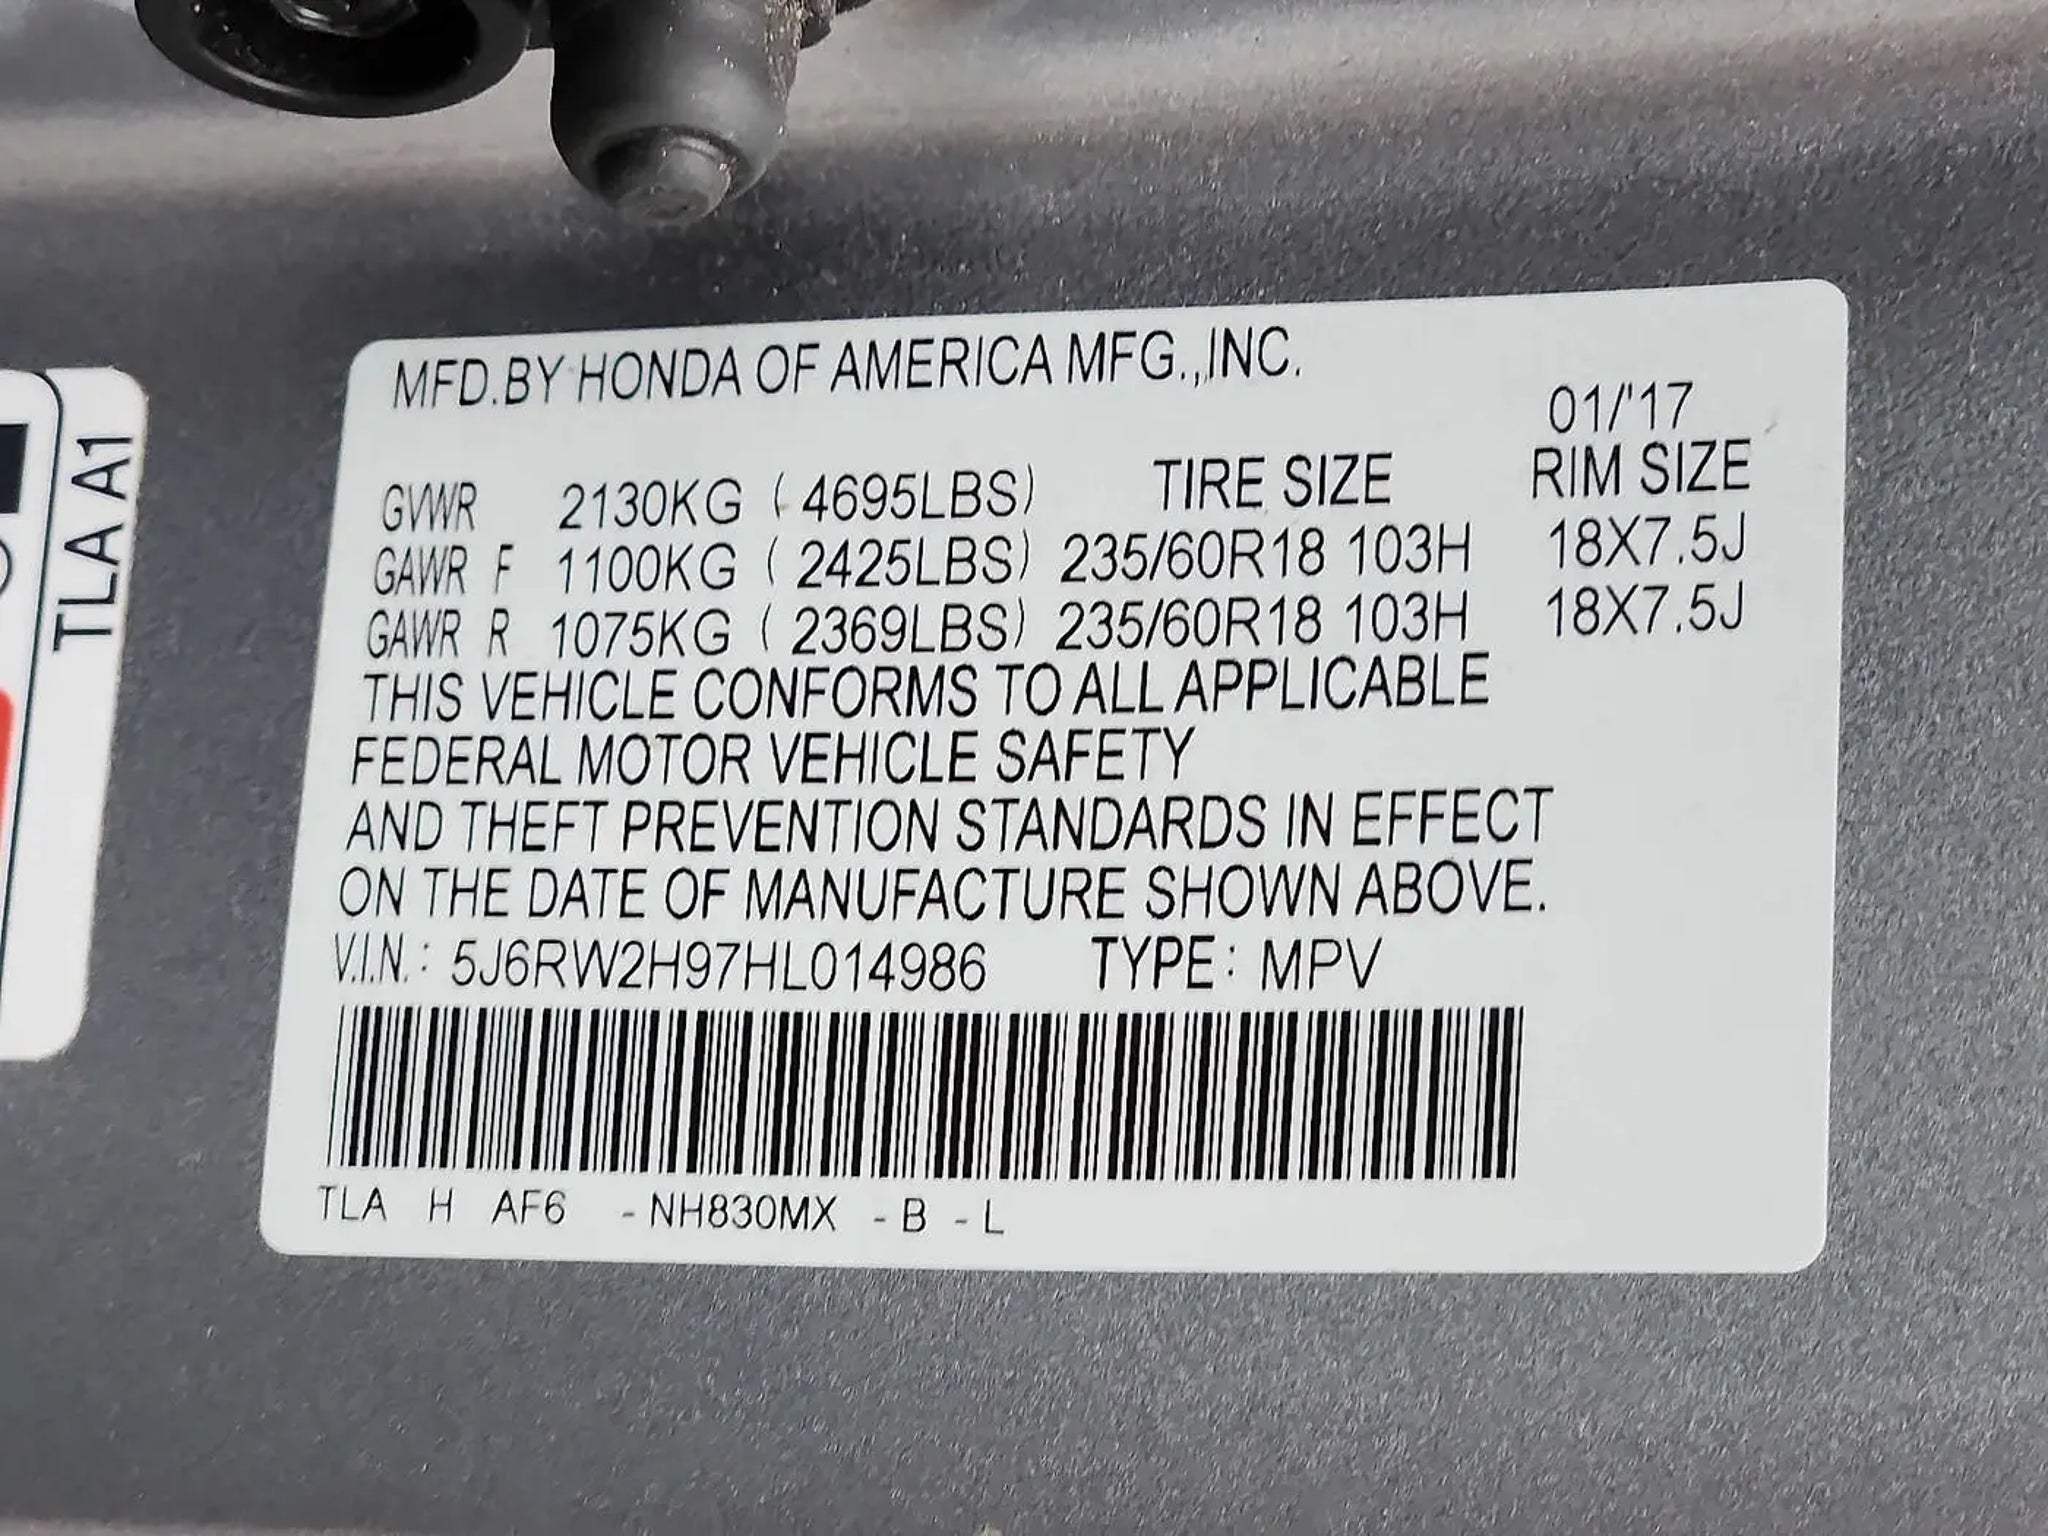 MFD.BY HONDA OF AMERICA MFG.,INC.
01/'17
GVWR 2130KG ( 4695LBS) TIRE SIZE RIM SIZE
GAWR F 1100KG ( 2425LBS) 235/60R18 103H 18X7.5J
GAWR R 1075KG ( 2369LBS) 235/60R18 103H 18X7.5J
THIS VEHICLE CONFORMS TO ALL APPLICABLE
FEDERAL MOTOR VEHICLE SAFETY
AND THEFT PREVENTION STANDARDS IN EFFECT
ON THE DATE OF MANUFACTURE SHOWN ABOVE.
V.I.N.: 5J6RW2H97HL014986 TYPE: MPV
TLA H AF6 -NH830MX -B -L
TLA A1